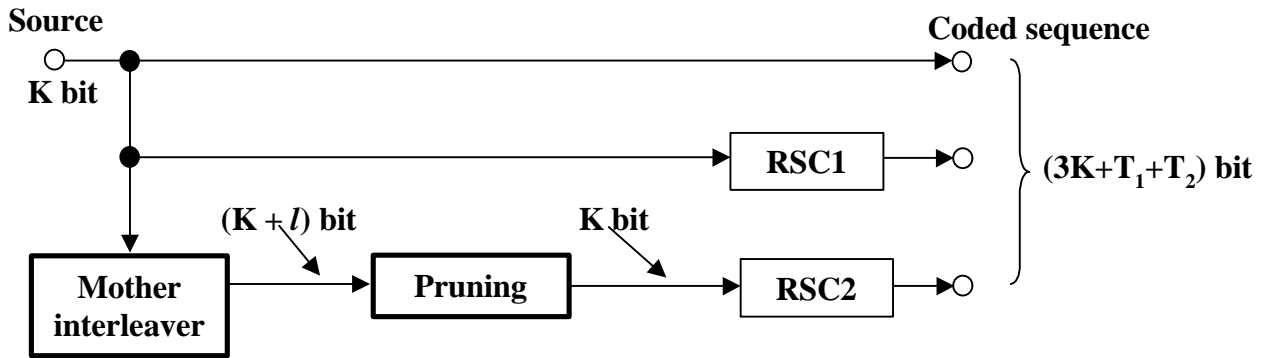 Source
Coded sequence
K bit
RSC1
(3K+T₁+T₂) bit
(K + l) bit
K bit
Mother
interleaver
Pruning
RSC2